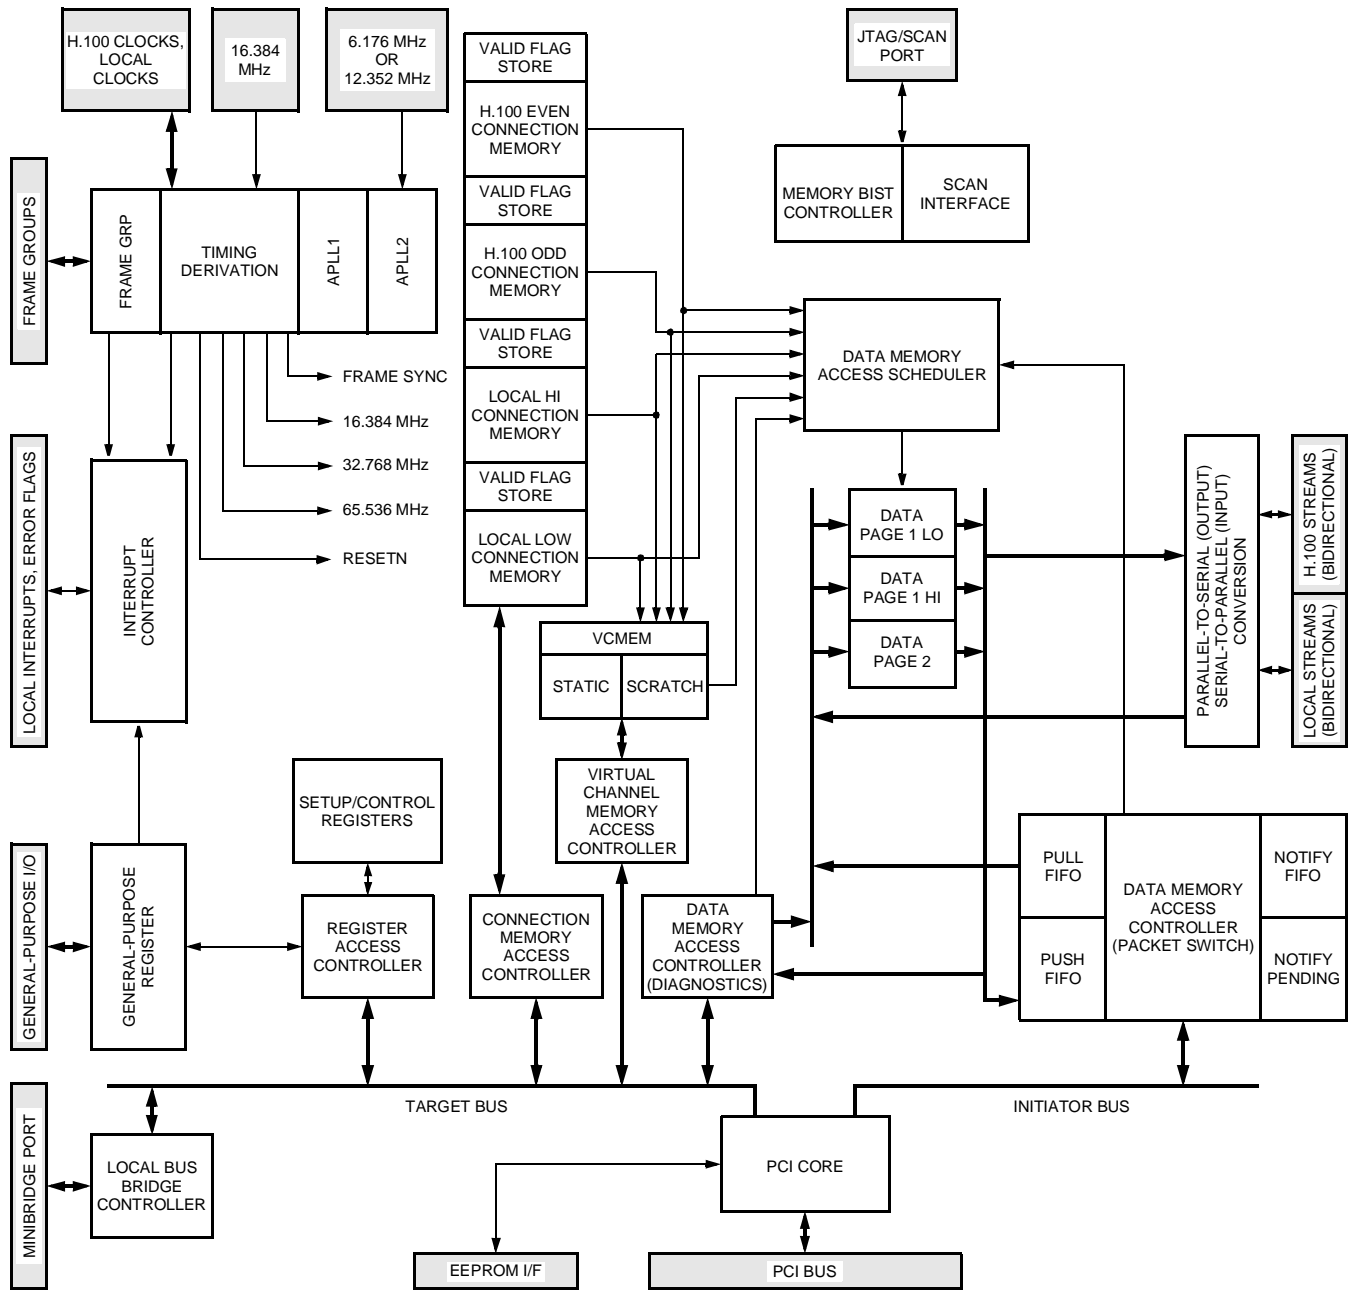 H.100 CLOCKS,
LOCAL
CLOCKS
16.384
MHz
6.176 MHz
OR
12.352 MHz
VALID FLAG
STORE
H.100 EVEN
CONNECTION
MEMORY
VALID FLAG
STORE
H.100 ODD
CONNECTION
MEMORY
VALID FLAG
STORE
LOCAL HI
CONNECTION
MEMORY
VALID FLAG
STORE
LOCAL LOW
CONNECTION
MEMORY
JTAG/SCAN
PORT
MEMORY BIST
CONTROLLER
SCAN
INTERFACE
FRAME GROUPS
FRAME GRP
TIMING
DERIVATION
APLL1
APLL2
FRAME SYNC
16.384 MHz
32.768 MHz
65.536 MHz
RESETN
LOCAL INTERRUPTS, ERROR FLAGS
INTERRUPT
CONTROLLER
DATA MEMORY
ACCESS SCHEDULER
DATA
PAGE 1 LO
DATA
PAGE 1 HI
DATA
PAGE 2
PARALLEL-TO-SERIAL (OUTPUT)
SERIAL-TO-PARALLEL (INPUT)
CONVERSION
H.100 STREAMS
(BIDIRECTIONAL)
LOCAL STREAMS
(BIDIRECTIONAL)
VCMEM
STATIC
SCRATCH
SETUP/CONTROL
REGISTERS
VIRTUAL
CHANNEL
MEMORY
ACCESS
CONTROLLER
GENERAL-PURPOSE I/O
GENERAL-PURPOSE
REGISTER
REGISTER
ACCESS
CONTROLLER
CONNECTION
MEMORY
ACCESS
CONTROLLER
DATA
MEMORY
ACCESS
CONTROLLER
(DIAGNOSTICS)
PULL
FIFO
PUSH
FIFO
DATA MEMORY
ACCESS
CONTROLLER
(PACKET SWITCH)
NOTIFY
FIFO
NOTIFY
PENDING
TARGET BUS
INITIATOR BUS
MINIBRIDGE PORT
LOCAL BUS
BRIDGE
CONTROLLER
PCI CORE
EEPROM I/F
PCI BUS